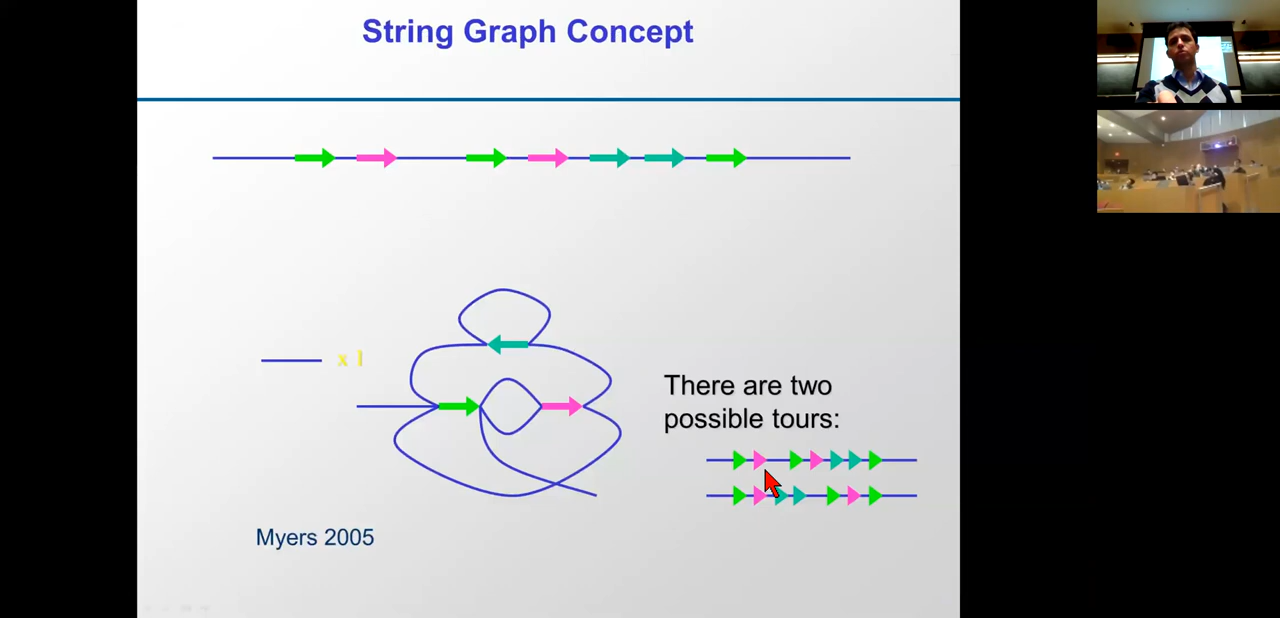 String Graph Concept
x 1
There are two
possible tours:
Myers 2005